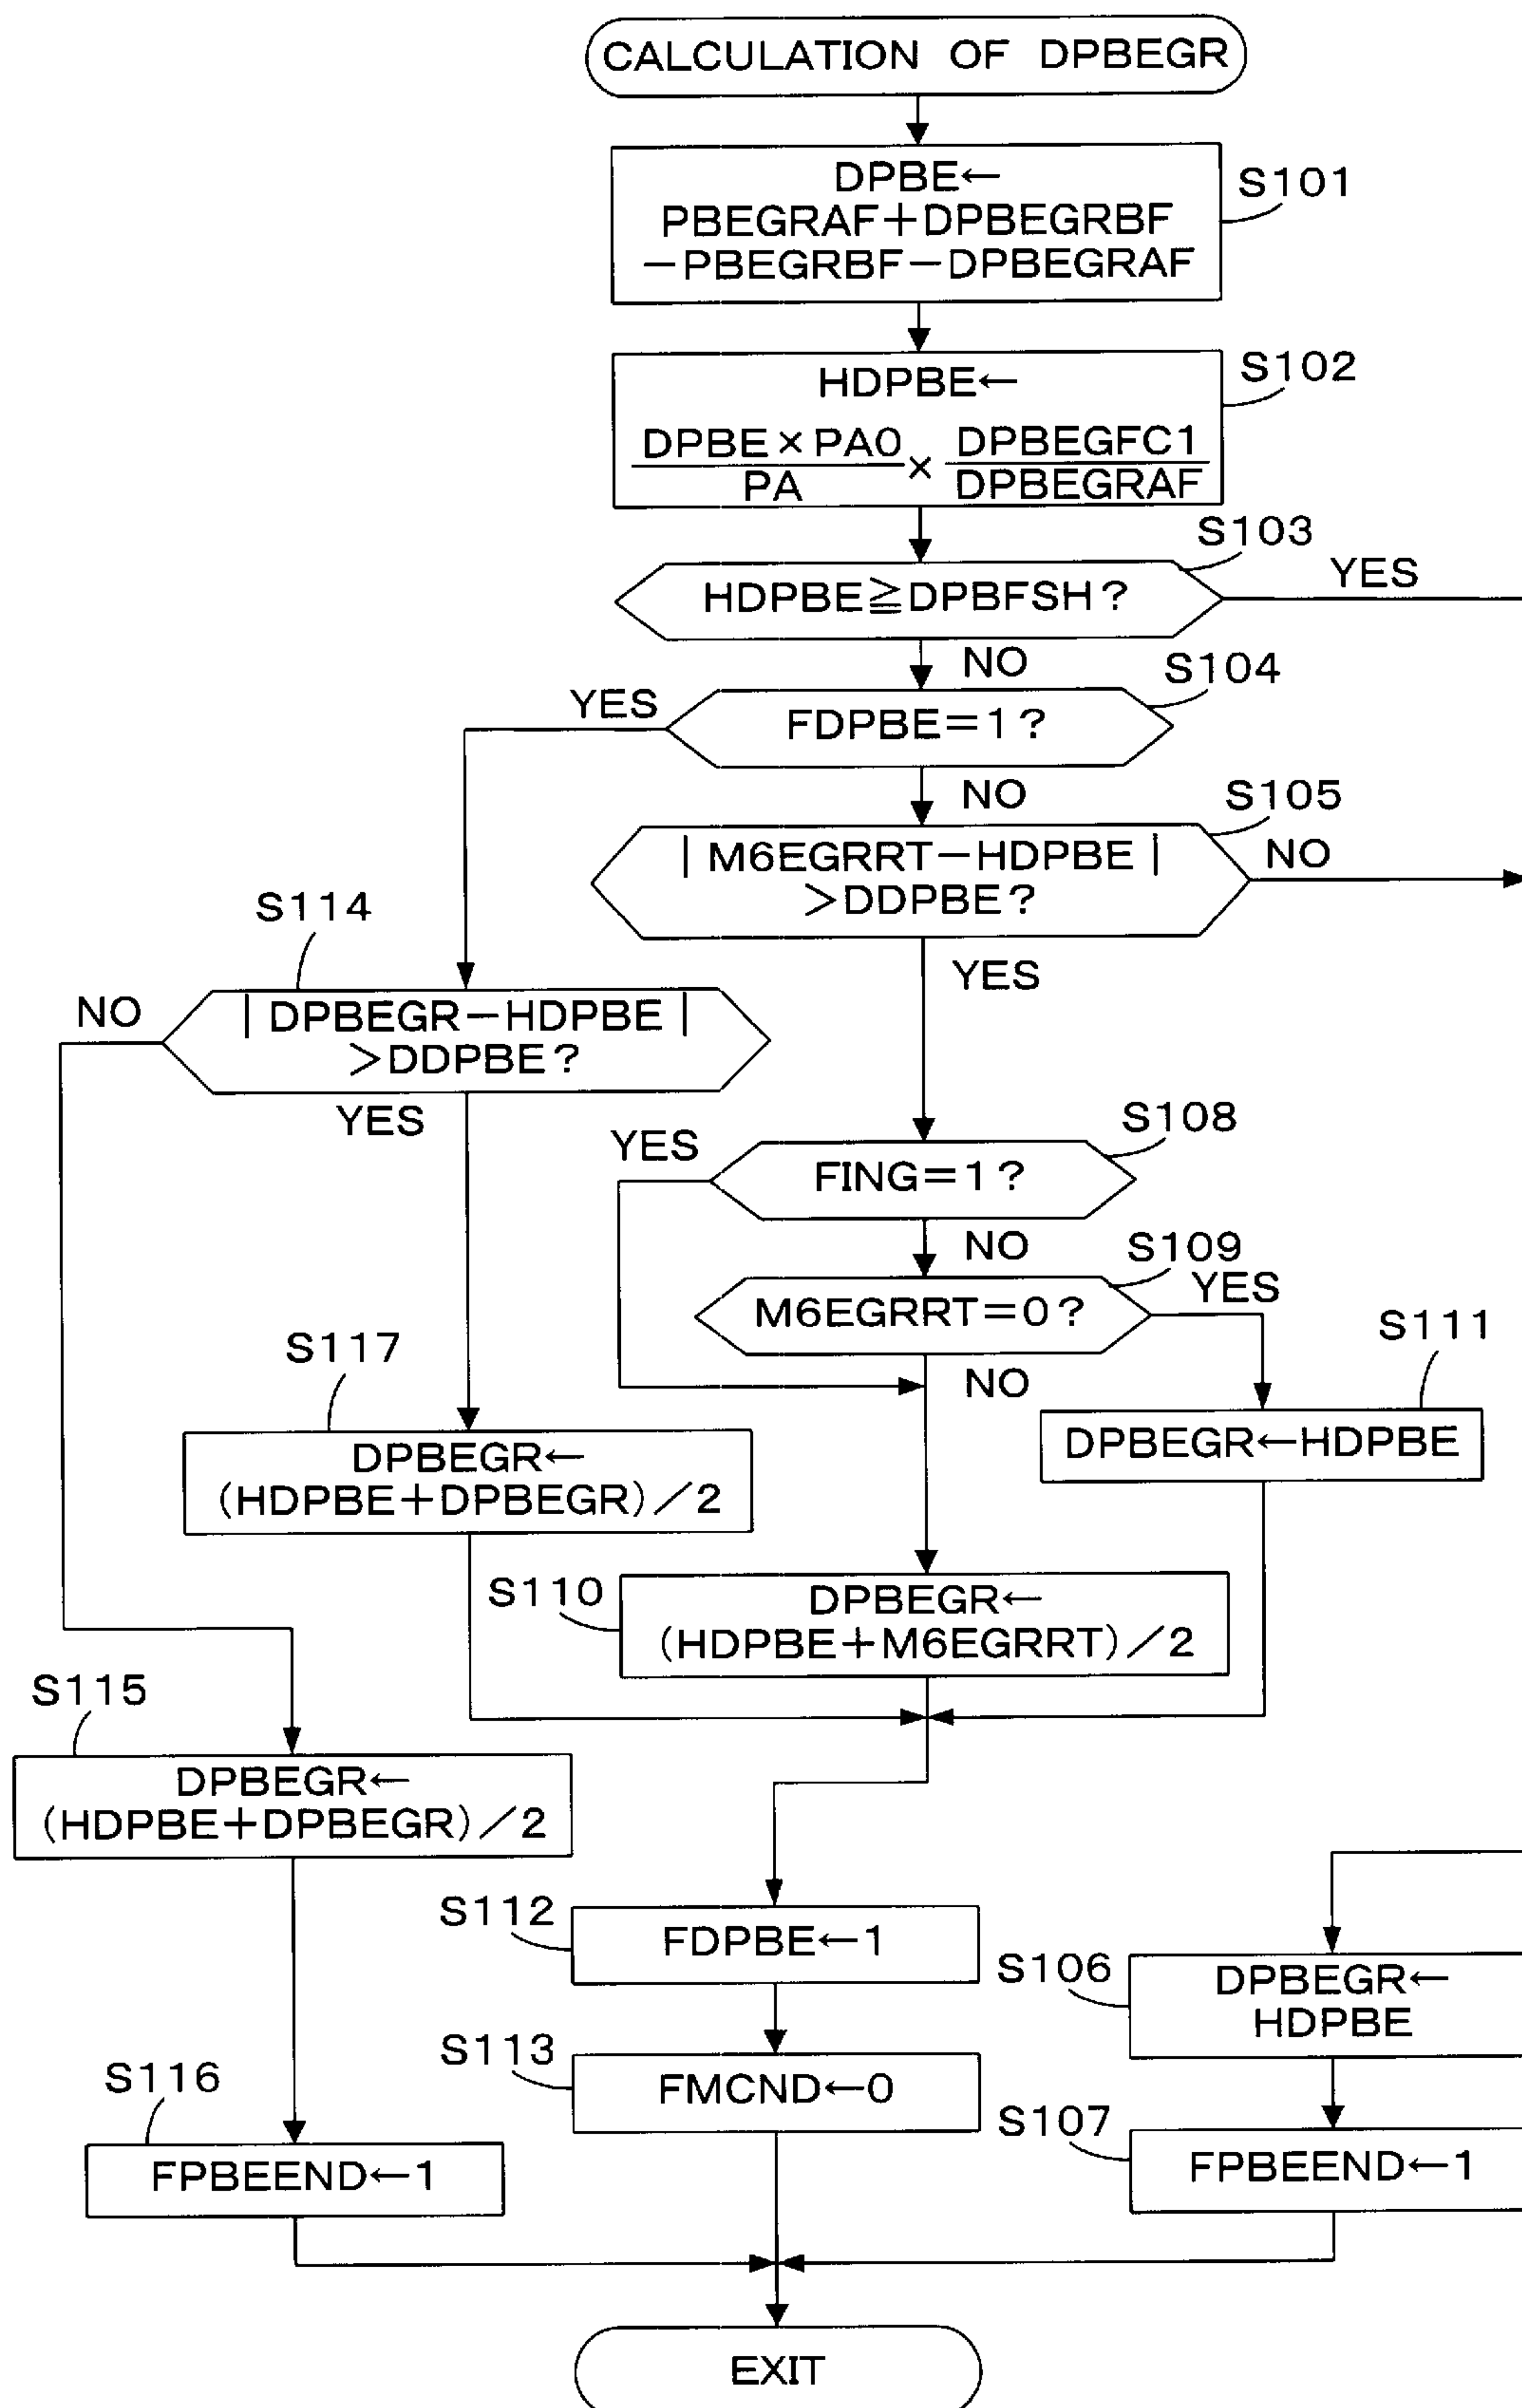 CALCULATION OF DPBEGR
DPBE←
PBEGRAF+DPBEGRBF
−PBEGRBF−DPBEGRAF
S101
HDPBE←
DPBE×PA0
PA
×
DPBEGFC1
DPBEGRAF
S102
S103
HDPBE≧DPBFSH?
YES
NO
S104
FDPBE=1?
YES
NO
S105
|M6EGRRT−HDPBE|
>DDPBE?
NO
YES
S114
|DPBEGR−HDPBE|
>DDPBE?
NO
YES
S108
FING=1?
YES
NO
S109
M6EGRRT=0?
YES
NO
S111
DPBEGR←HDPBE
S117
DPBEGR←
(HDPBE+DPBEGR)/2
S110
DPBEGR←
(HDPBE+M6EGRRT)/2
S115
DPBEGR←
(HDPBE+DPBEGR)/2
S112
FDPBE←1
S106
DPBEGR←
HDPBE
S113
FMCND←0
S116
FPBEEND←1
S107
FPBEEND←1
EXIT